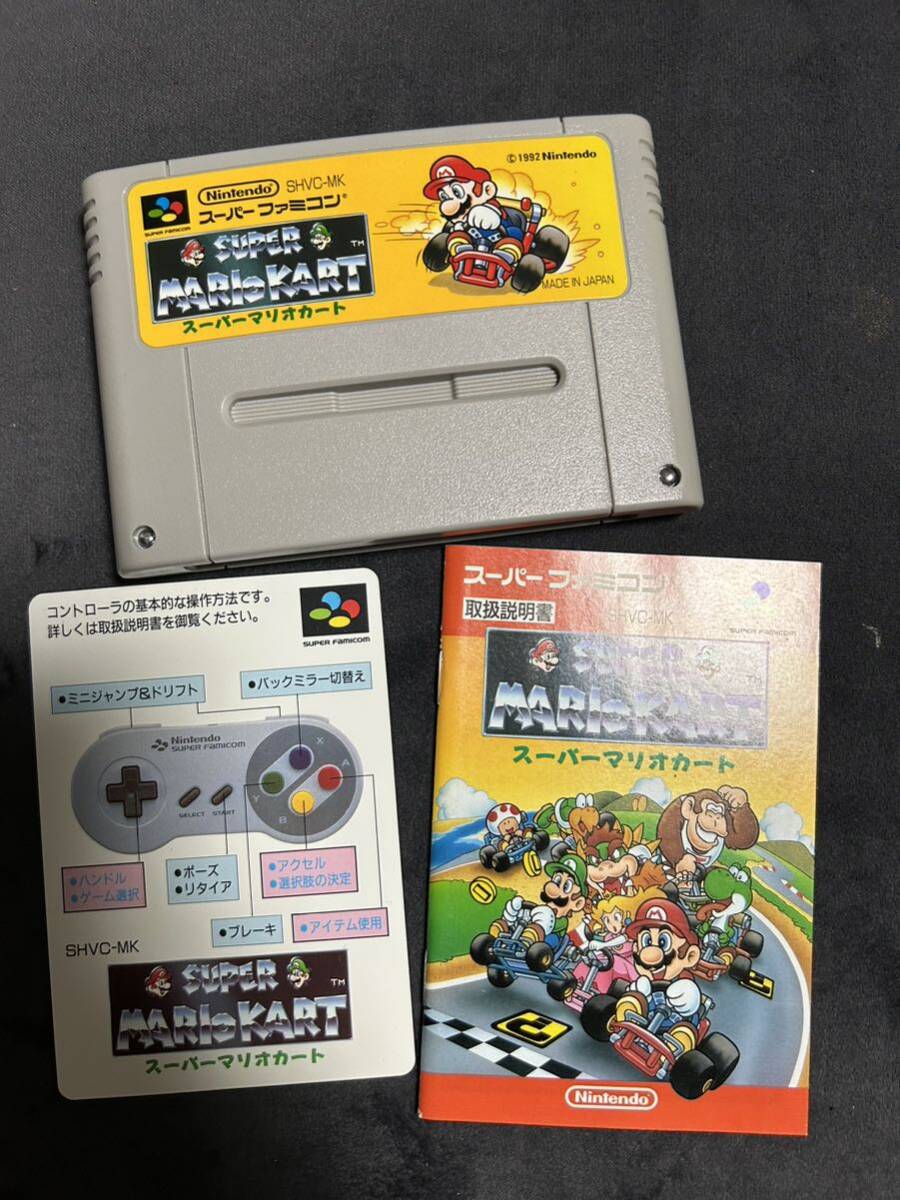 ©1992 Nintendo
Nintendo® SHVC-MK
SUPER FAMICOM
スーパーファミコン®
SUPER
MARIO KART
TM
スーパーマリオカート
MADE IN JAPAN
コントローラの基本的な操作方法です。
詳しくは取扱説明書を御覧ください。
SUPER FAMICOM
●ミニジャンプ&ドリフト
●バックミラー切替え
Nintendo
SUPER FAMICOM
X
A
Y
B
SELECT
START
●ハンドル
●ゲーム選択
●ポーズ
●リタイア
●アクセル
●選択肢の決定
●ブレーキ
●アイテム使用
SHVC-MK
SUPER
MARIO KART
TM
スーパーマリオカート
スーパーファミコン
取扱説明書
SHVC-MK
SUPER FAMICOM
SUPER
MARIO KART
TM
スーパーマリオカート
Nintendo®